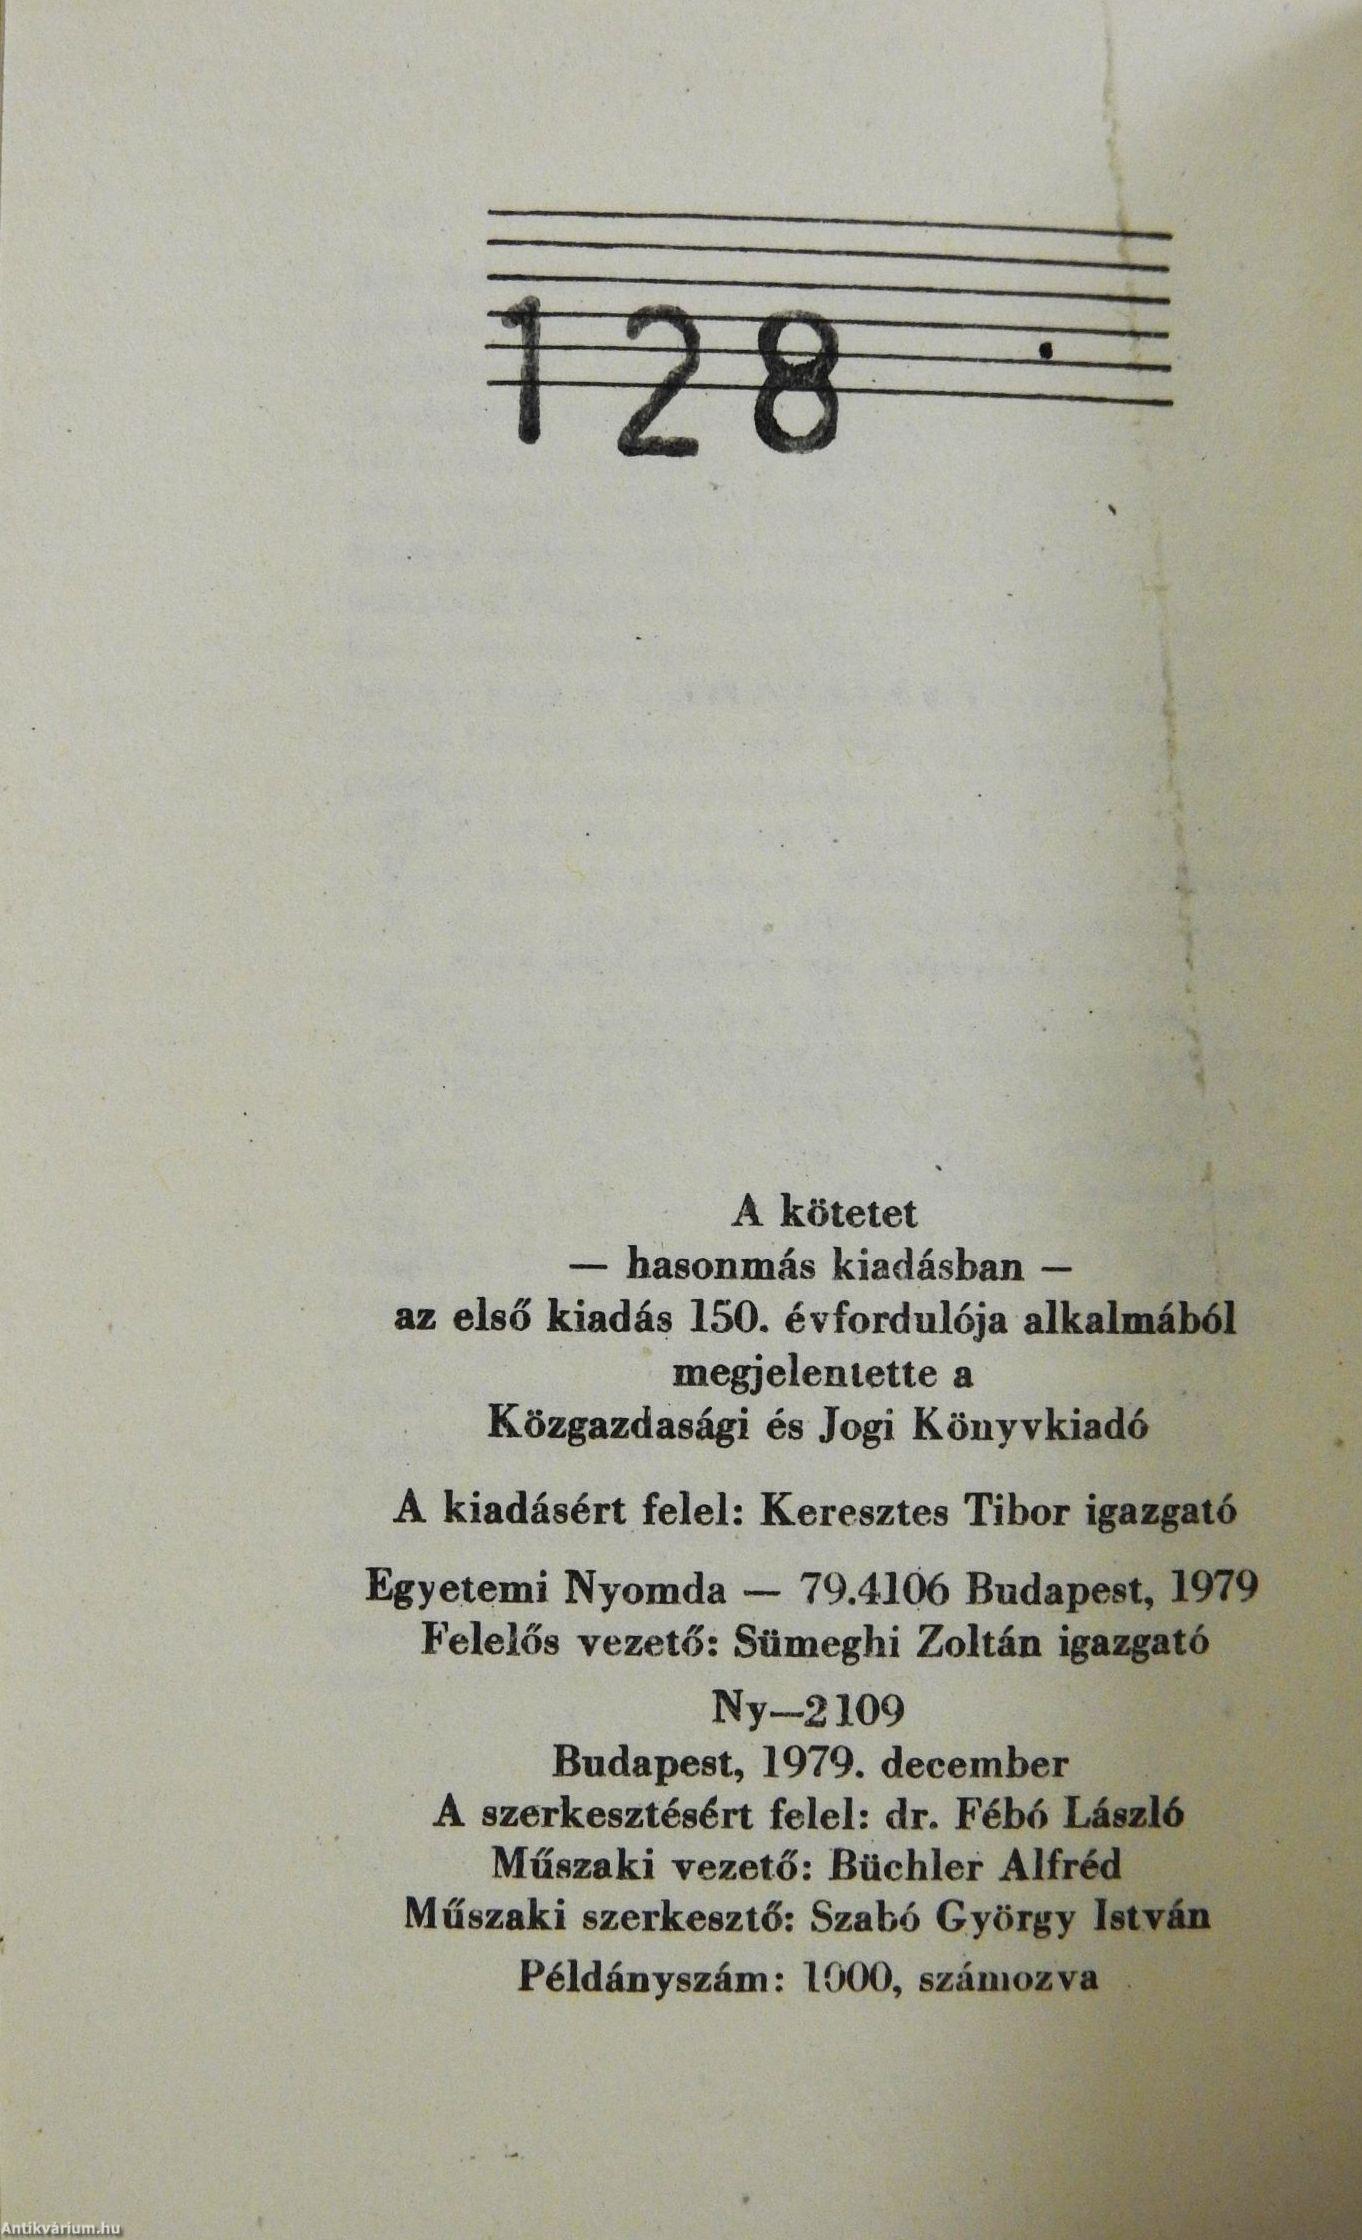 128
A kötetet
— hasonmás kiadásban —
az első kiadás 150. évfordulója alkalmából
megjelentette a
Közgazdasági és Jogi Könyvkiadó
A kiadásért felel: Keresztes Tibor igazgató
Egyetemi Nyomda — 79.4106 Budapest, 1979
Felelős vezető: Sümeghi Zoltán igazgató
Ny—2109
Budapest, 1979. december
A szerkesztésért felel: dr. Fébó László
Műszaki vezető: Büchler Alfréd
Műszaki szerkesztő: Szabó György István
Példányszám: 1000, számozva
Antikvárium.hu